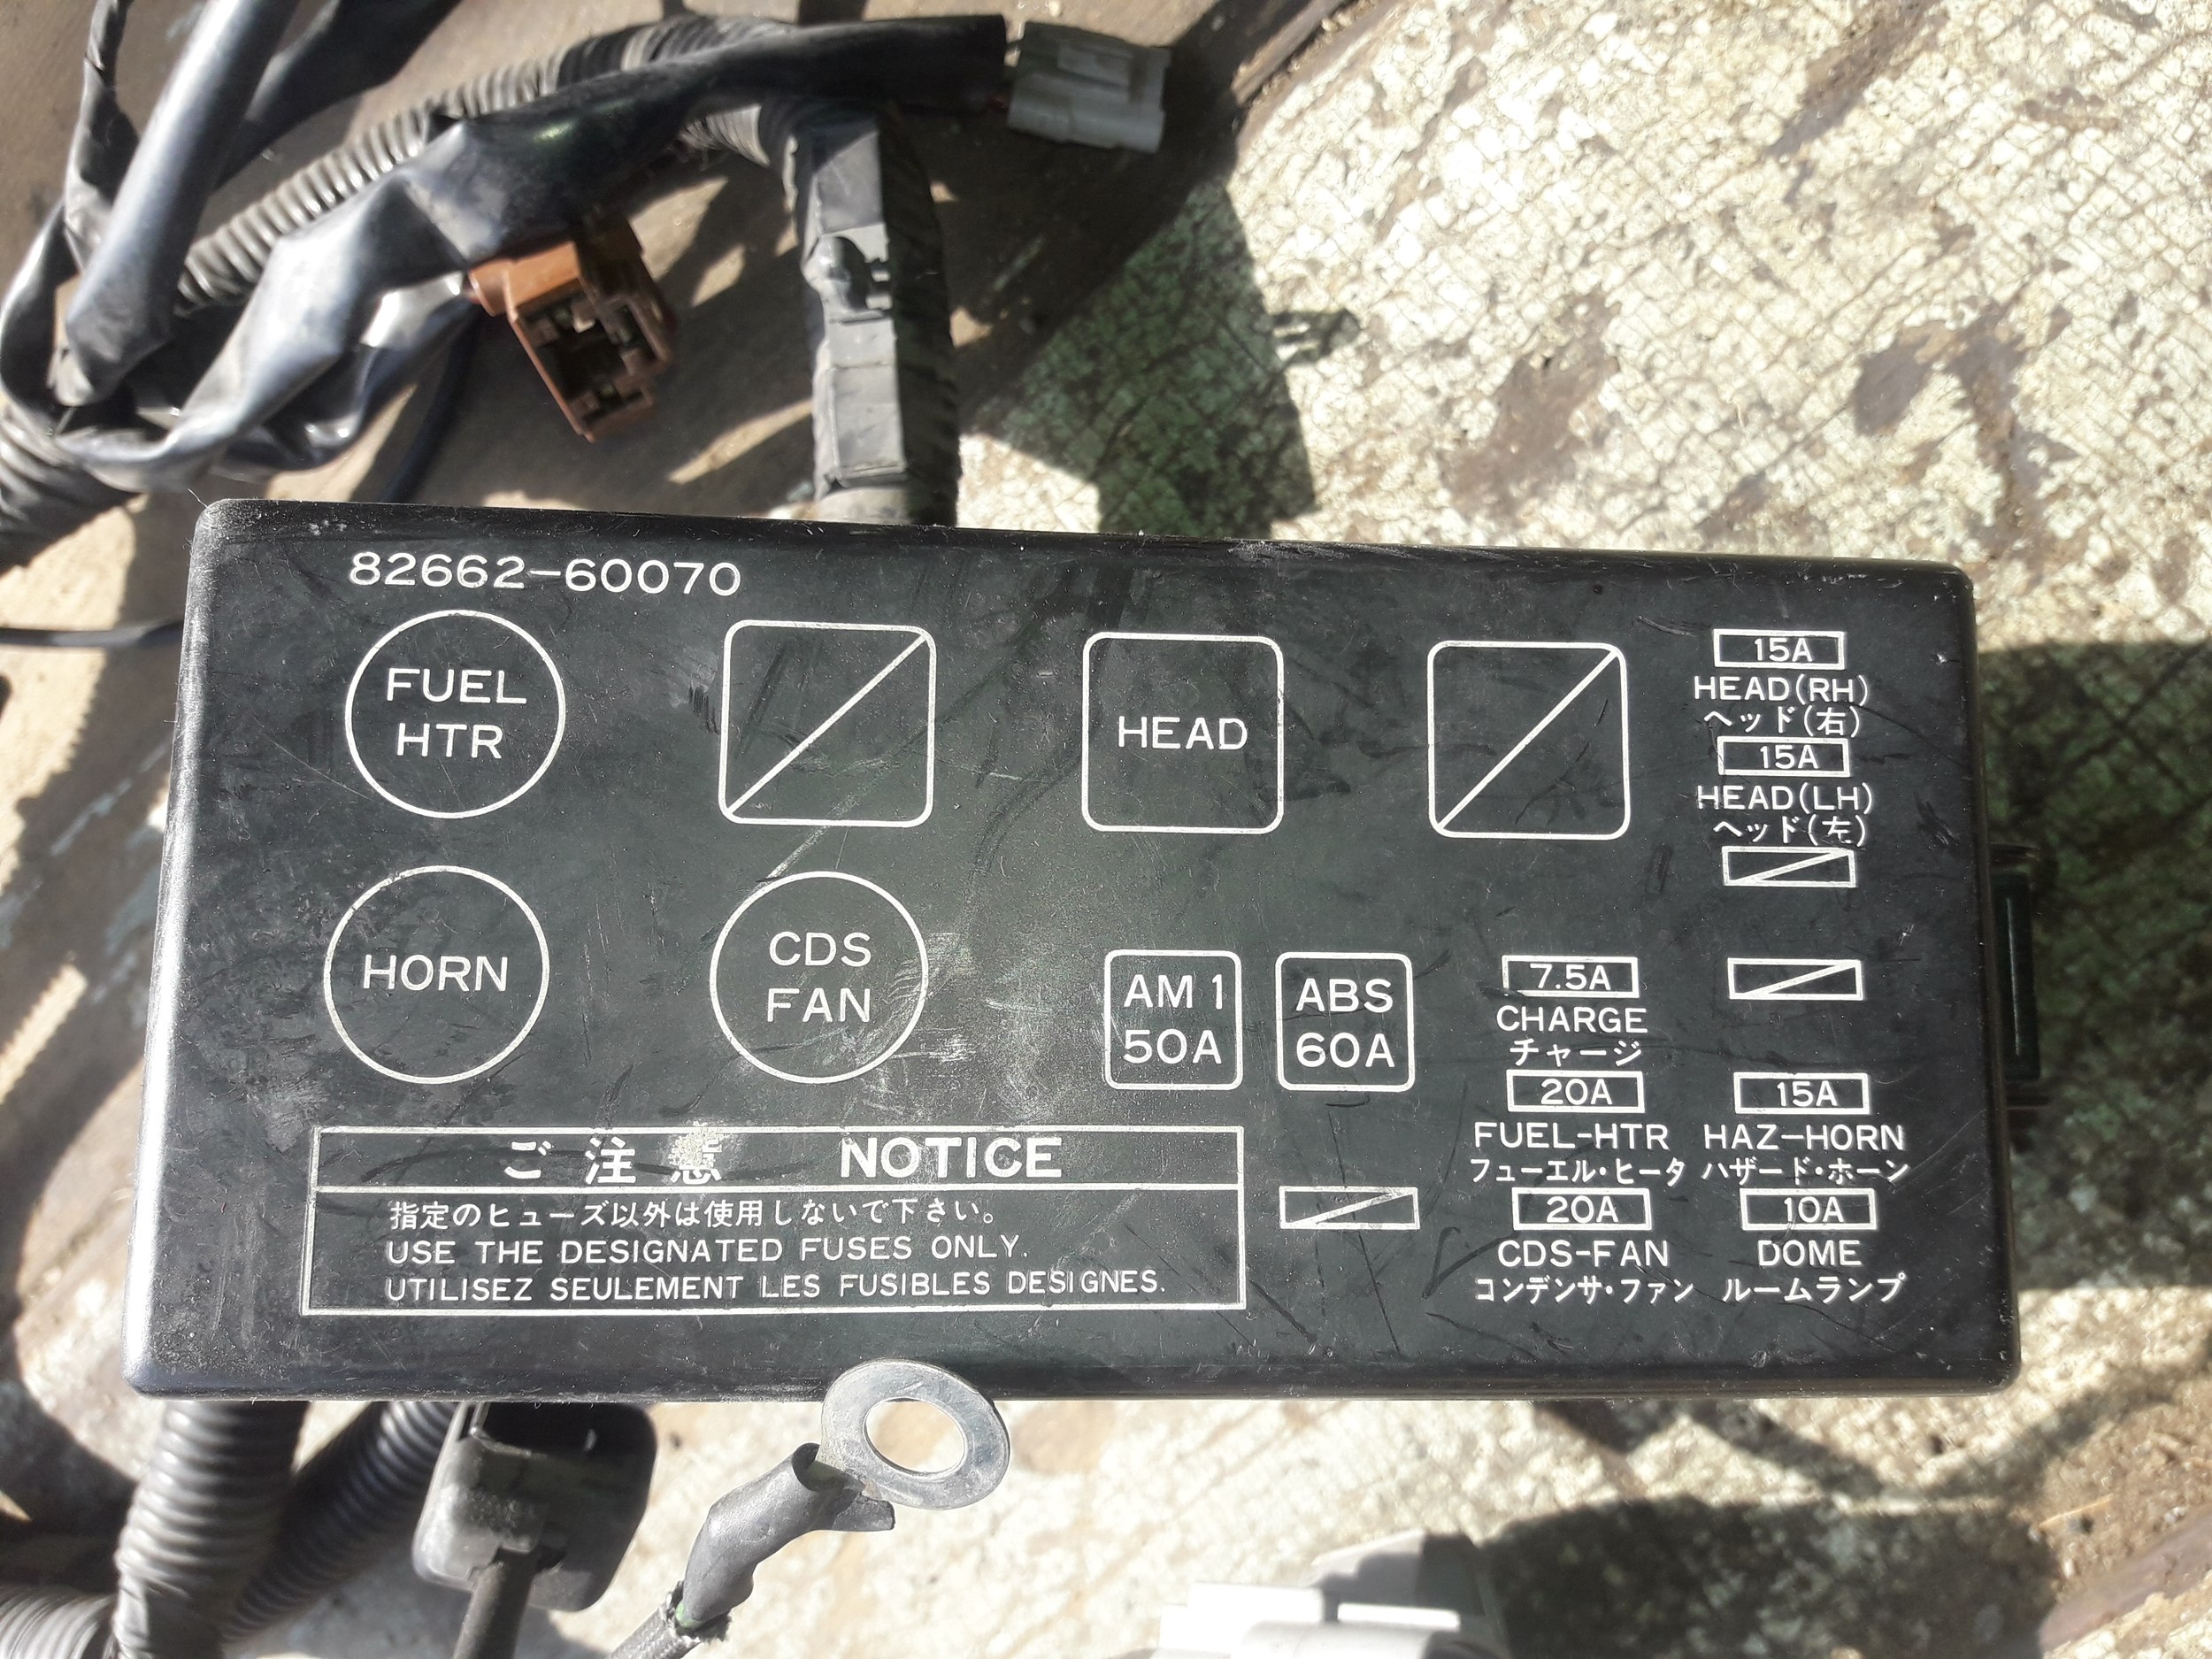 82662-60070
FUEL
HTR
HEAD
15A
HEAD(RH)
ヘッド(右)
15A
HEAD(LH)
ヘッド(左)
HORN
CDS
FAN
AM 1
50A
ABS
60A
7.5A
CHARGE
チャージ
20A
FUEL-HTR
フューエル・ヒータ
20A
CDS-FAN
コンデンサ・ファン
15A
HAZ-HORN
ハザード・ホーン
10A
DOME
ルームランプ
ご注意 NOTICE
指定のヒューズ以外は使用しないで下さい。
USE THE DESIGNATED FUSES ONLY.
UTILISEZ SEULEMENT LES FUSIBLES DESIGNES.